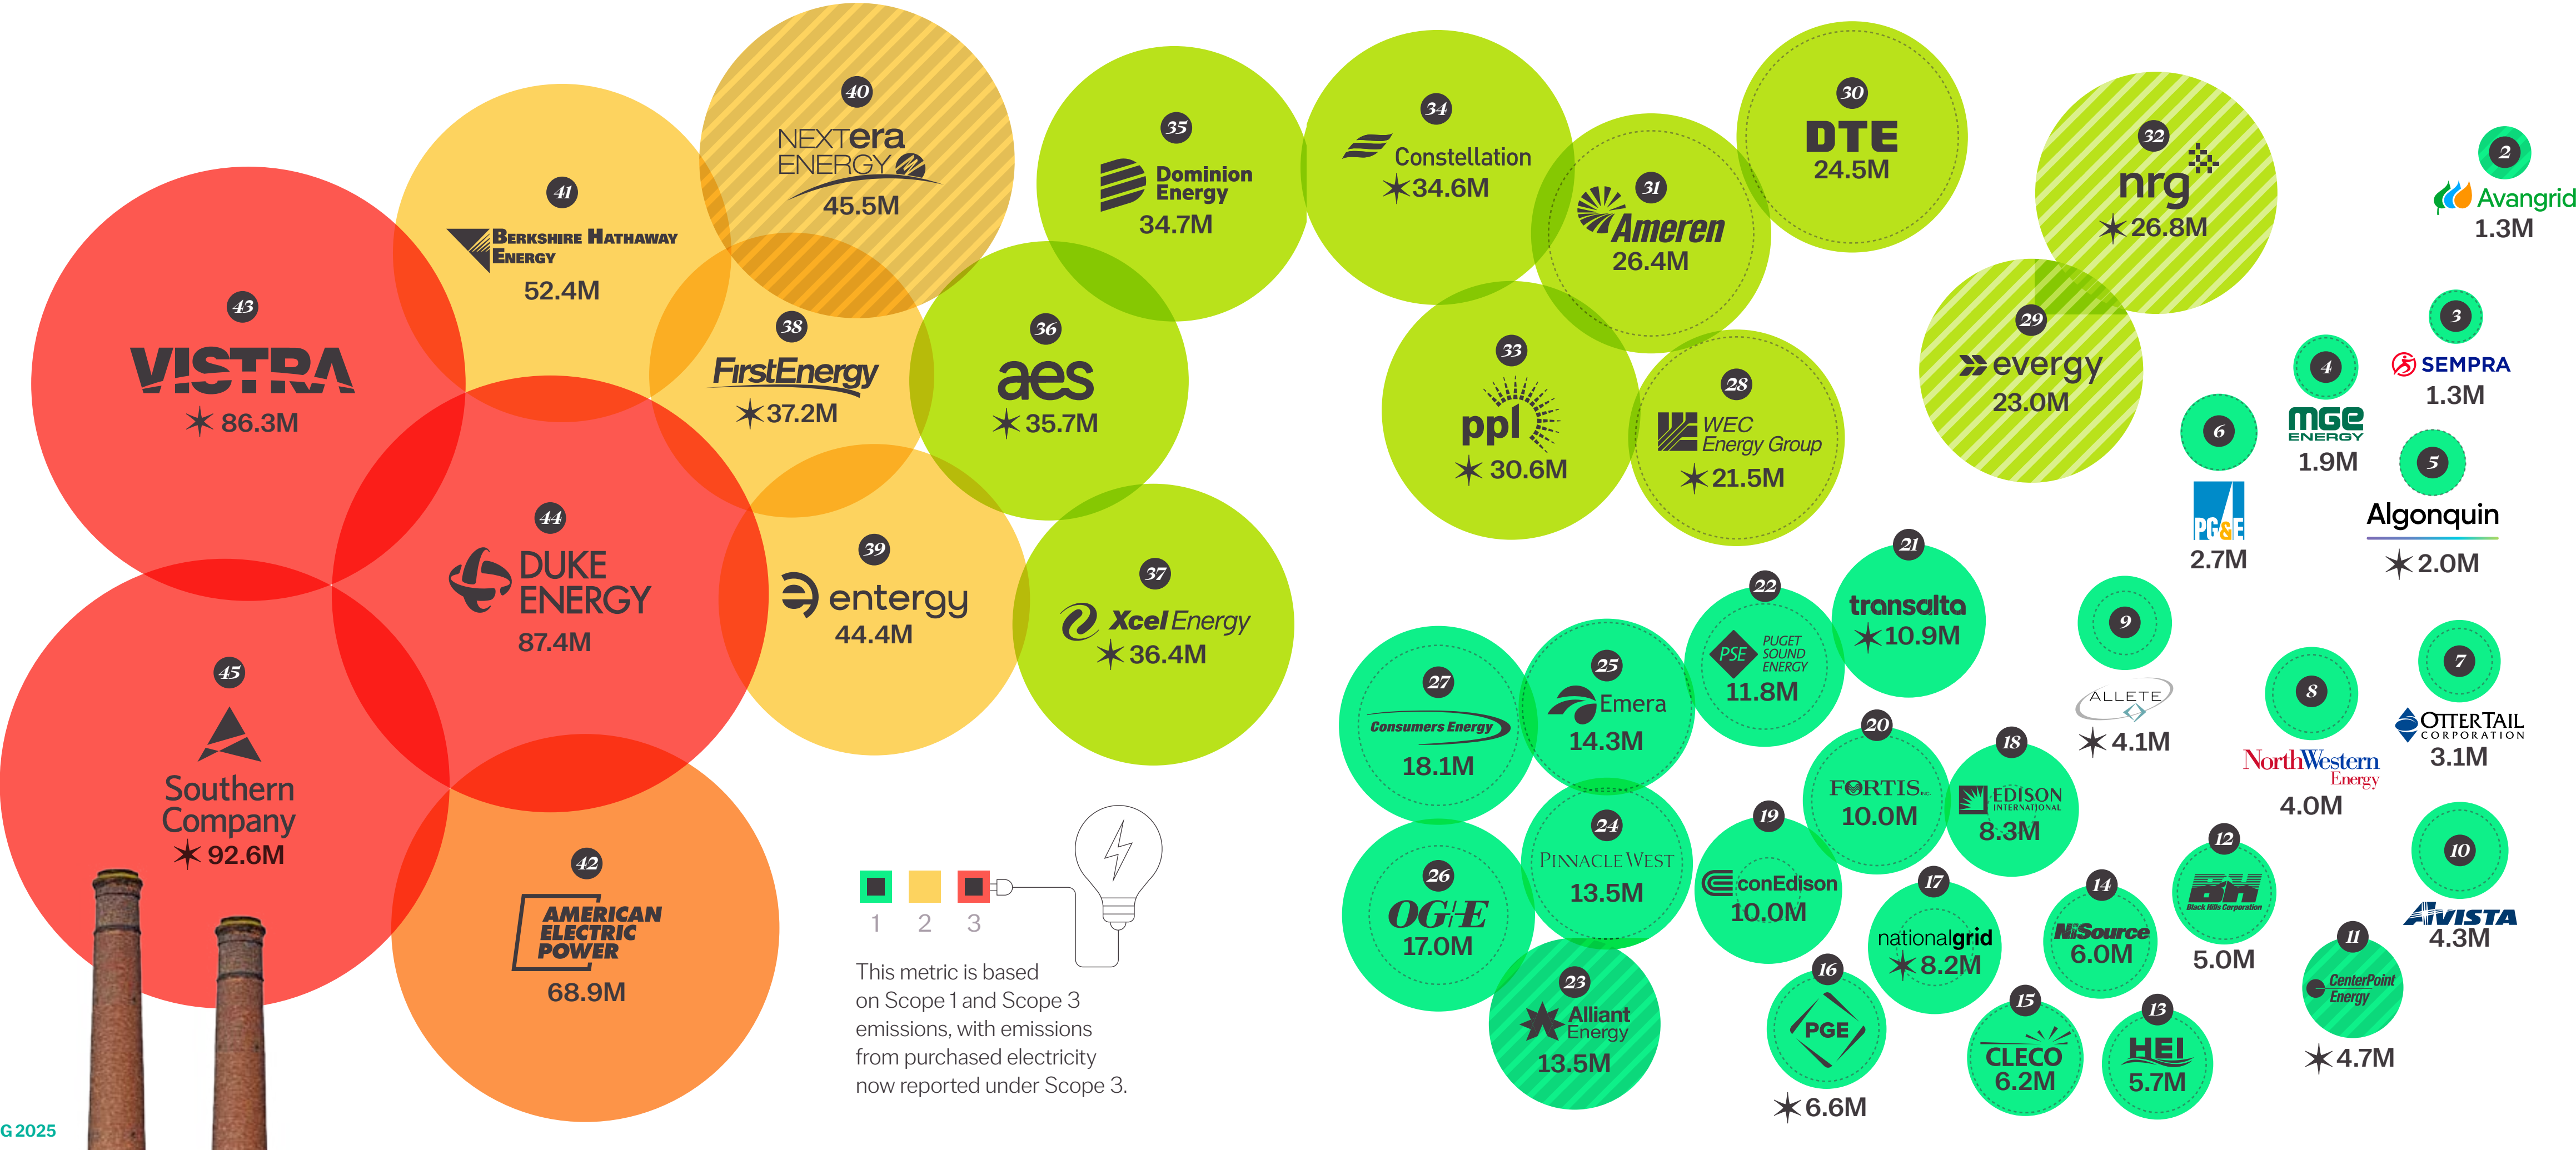 43
VISTRA
86.3M
41
BERKSHIRE HATHAWAY
ENERGY
52.4M
40
NEXTera
ENERGY
45.5M
38
FirstEnergy
37.2M
44
DUKE
ENERGY
87.4M
45
Southern
Company
92.6M
42
AMERICAN
ELECTRIC
POWER
68.9M
39
entergy
44.4M
35
Dominion
Energy
34.7M
36
aes
35.7M
37
Xcel Energy
36.4M
34
Constellation
34.6M
31
Ameren
26.4M
30
DTE
24.5M
33
ppl
30.6M
28
WEC
Energy Group
21.5M
32
nrg
26.8M
29
evergy
23.0M
2
Avangrid
1.3M
3
SEMPRA
1.3M
4
MGE
ENERGY
1.9M
5
Algonquin
2.0M
6
PG&E
2.7M
21
transalta
10.9M
22
PSE
PUGET
SOUND
ENERGY
11.8M
25
Emera
14.3M
27
Consumers Energy
18.1M
26
OG+E
17.0M
24
PINNACLE WEST
13.5M
23
Alliant
Energy
13.5M
20
FORTIS INC.
10.0M
19
conEdison
10.0M
18
EDISON
INTERNATIONAL
8.3M
17
nationalgrid
8.2M
16
PGE
6.6M
15
CLECO
6.2M
14
NiSource
6.0M
13
HEI
5.7M
12
BH
Black Hills Corporation
5.0M
9
ALLETE
4.1M
8
NorthWestern
Energy
4.0M
7
OTTERTAIL
CORPORATION
3.1M
10
AVISTA
4.3M
11
CenterPoint
Energy
4.7M
1
2
3
This metric is based
on Scope 1 and Scope 3
emissions, with emissions
from purchased electricity
now reported under Scope 3.
G 2025